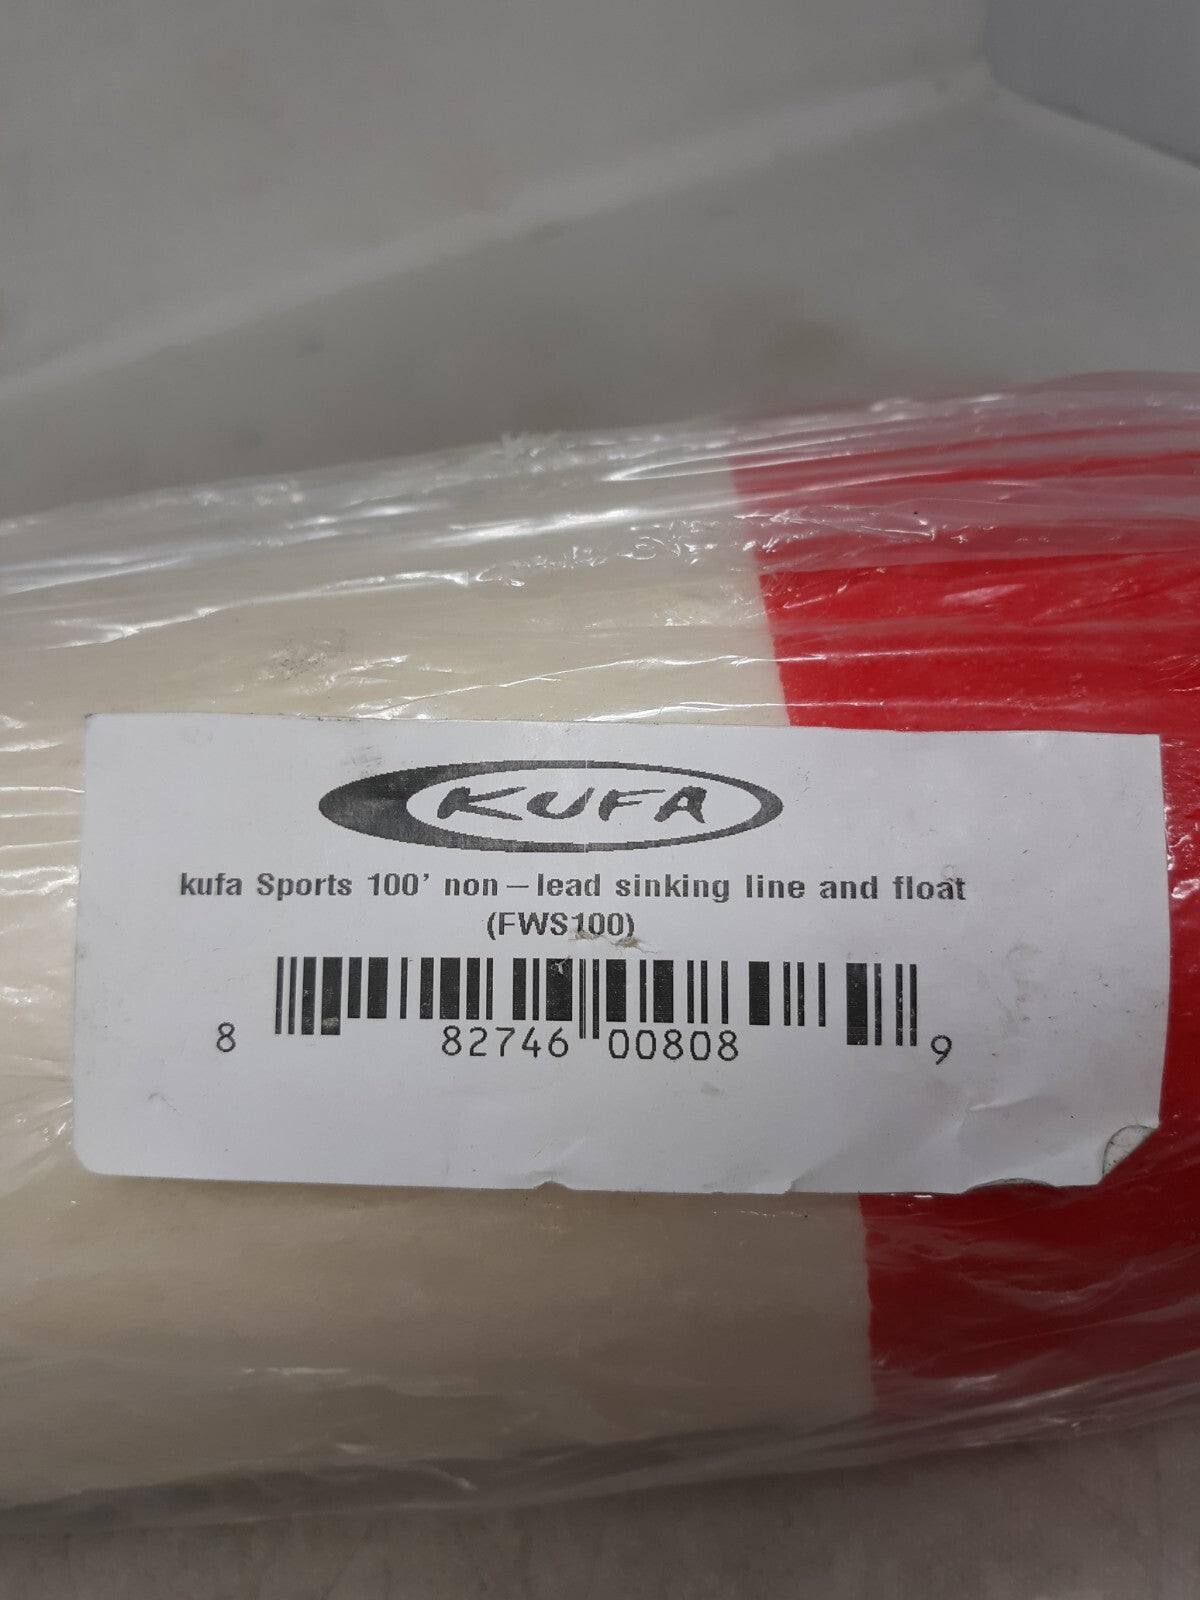 KUFA
kufa Sports 100' non-lead sinking line and float
(FWS100)
8 82746 00808 9